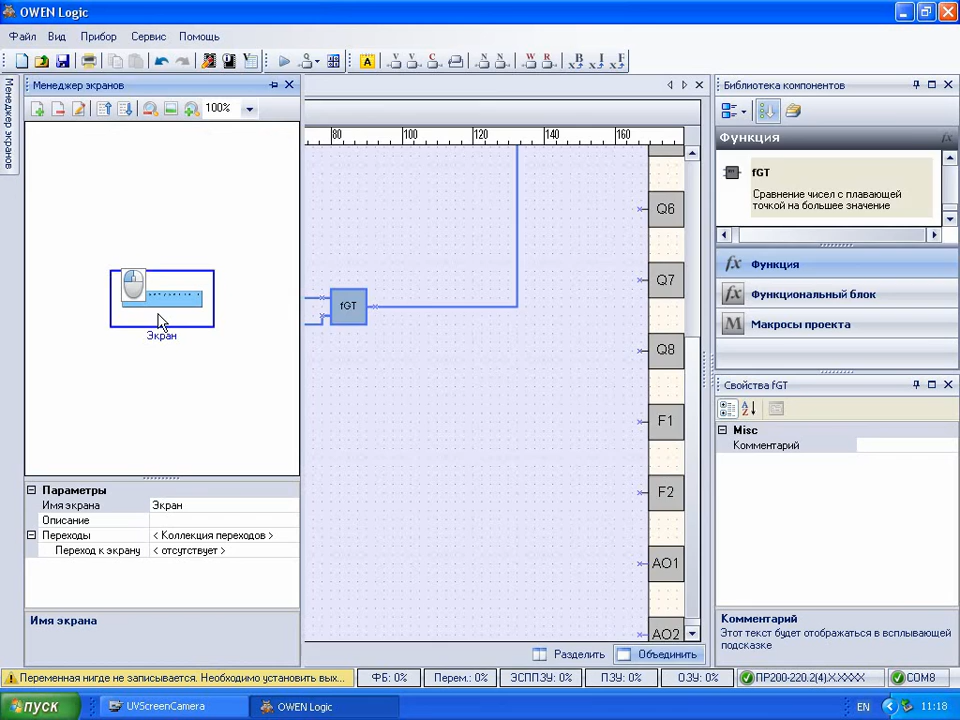 OWEN Logic
Файл Вид Прибор Сервис Помощь
Менеджер экранов
Менеджер экранов
100%
Экран
Параметры
Имя экрана Экран
Описание
Переходы < Коллекция переходов >
Переход к экрану < отсутствует >
Имя экрана
80 100 120 140 160
fGT
Q6
Q7
Q8
F1
F2
AO1
AO2
Разделить Объединить
Библиотека компонентов
Функция
fGT
Сравнение чисел с плавающей
точкой на большее значение
Функция
Функциональный блок
Макросы проекта
Свойства fGT
Misc
Комментарий
Комментарий
Этот текст будет отображаться в всплывающей
подсказке
Переменная нигде не записывается. Необходимо установить вых... ФБ: 0% Перем.: 0% ЭСППЗУ: 0% ПЗУ: 0% ОЗУ: 0% ПР200-220.2(4).X.XXXX COM8
пуск UVScreenCamera OWEN Logic EN 11:18